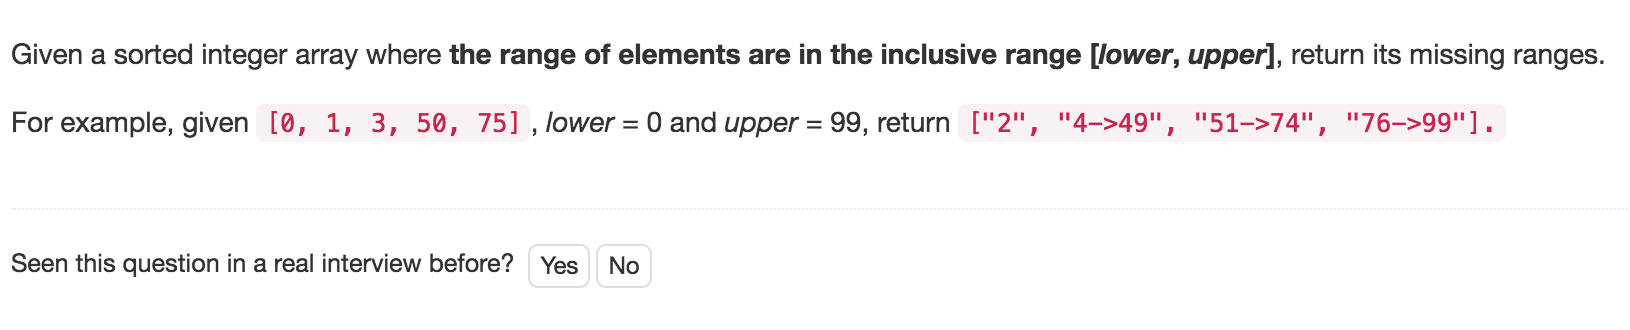 Given a sorted integer array where the range of elements are in the inclusive range [lower, upper], return its missing ranges.
For example, given [0, 1, 3, 50, 75] , lower = 0 and upper = 99, return ["2", "4->49", "51->74", "76->99"].
Seen this question in a real interview before? Yes No